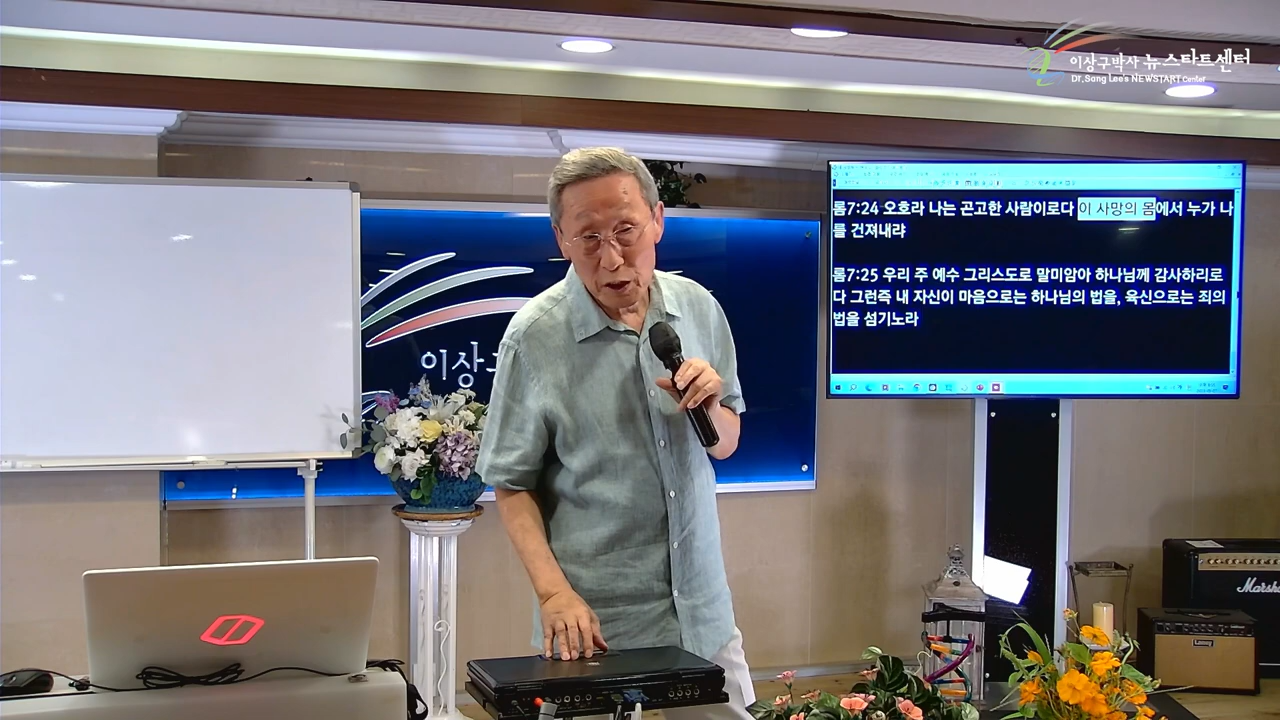 이상구박사 뉴스타트센터
Dr. Sang Lee's NEWSTART Center
롬7:24 오호라 나는 곤고한 사람이로다 이 사망의 몸에서 누가 나
를 건져내랴
롬7:25 우리 주 예수 그리스도로 말미암아 하나님께 감사하리로
다 그런즉 내 자신이 마음으로는 하나님의 법을, 육신으로는 죄의
법을 섬기노라
이상
Marsh
Laney